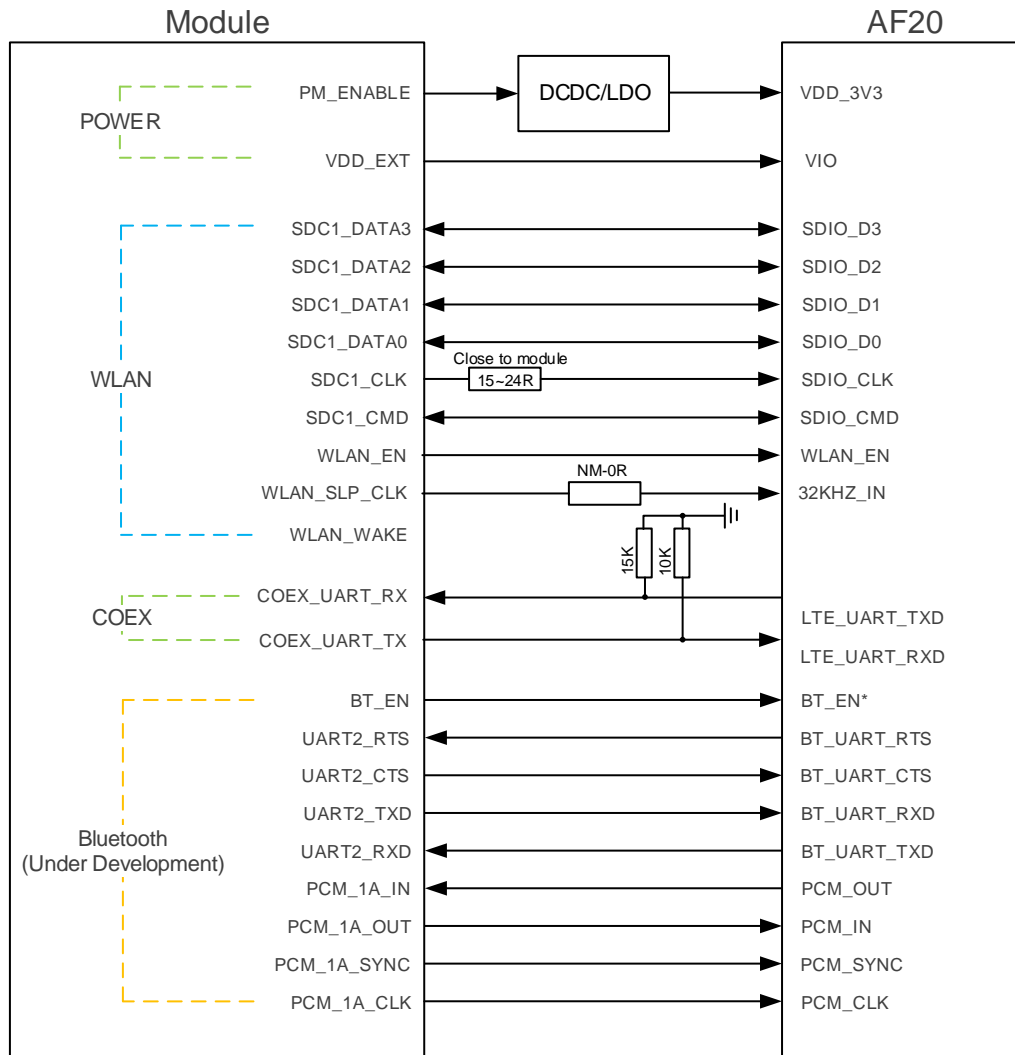 Module
AF20
PM_ENABLE
DCDC/LDO
VDD_3V3
POWER
VDD_EXT
VIO
SDC1_DATA3
SDIO_D3
SDC1_DATA2
SDIO_D2
SDC1_DATA1
SDIO_D1
SDC1_DATA0
SDIO_D0
Close to module
WLAN
SDC1_CLK
15~24R
SDIO_CLK
SDC1_CMD
SDIO_CMD
WLAN_EN
WLAN_EN
NM-0R
WLAN_SLP_CLK
32KHZ_IN
WLAN_WAKE
15K
10K
COEX_UART_RX
COEX
LTE_UART_TXD
COEX_UART_TX
LTE_UART_RXD
BT_EN
BT_EN*
UART2_RTS
BT_UART_RTS
UART2_CTS
BT_UART_CTS
UART2_TXD
BT_UART_RXD
Bluetooth
(Under Development)
UART2_RXD
BT_UART_TXD
PCM_1A_IN
PCM_OUT
PCM_1A_OUT
PCM_IN
PCM_1A_SYNC
PCM_SYNC
PCM_1A_CLK
PCM_CLK